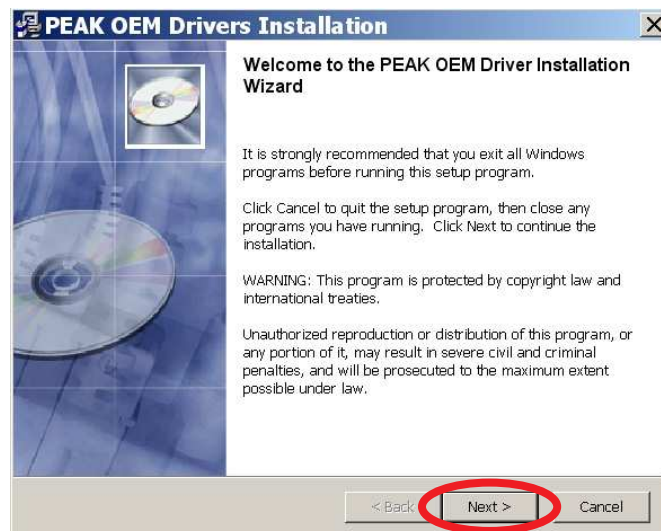 PEAK OEM Drivers Installation
Welcome to the PEAK OEM Driver Installation
Wizard
It is strongly recommended that you exit all Windows
programs before running this setup program.
Click Cancel to quit the setup program, then close any
programs you have running. Click Next to continue the
installation.
WARNING: This program is protected by copyright law and
international treaties.
Unauthorized reproduction or distribution of this program, or
any portion of it, may result in severe civil and criminal
penalties, and will be prosecuted to the maximum extent
possible under law.
< Back Next > Cancel